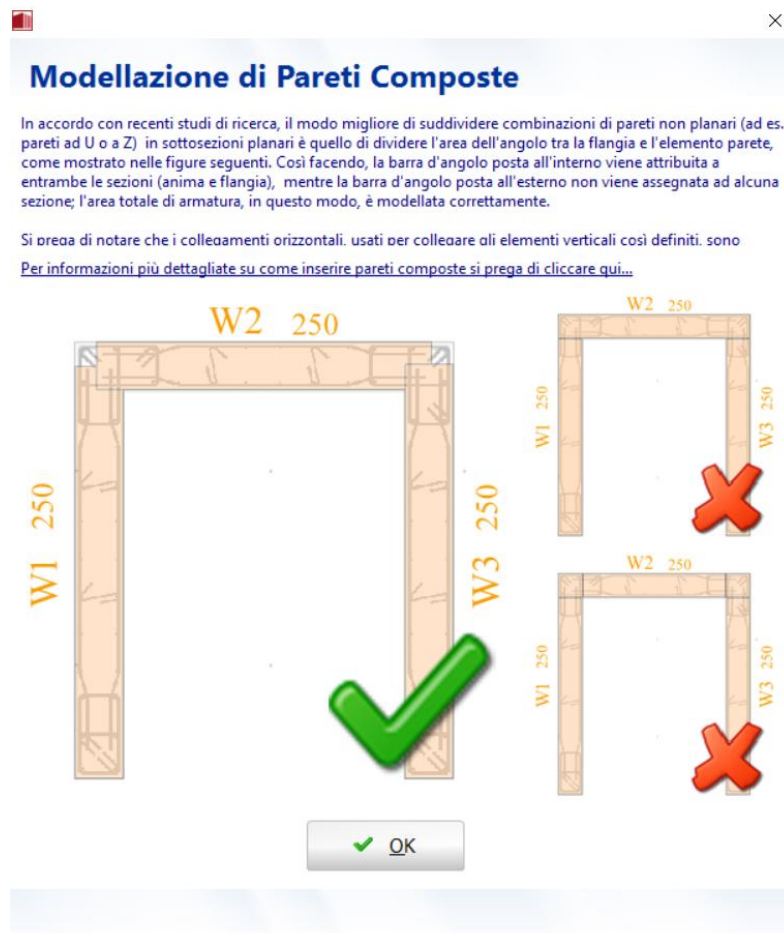 Modellazione di Pareti Composte
In accordo con recenti studi di ricerca, il modo migliore di suddividere combinazioni di pareti non planari (ad es.
pareti ad U o a Z) in sottosezioni planari è quello di dividere l'area dell'angolo tra la flangia e l'elemento parete,
come mostrato nelle figure seguenti. Così facendo, la barra d'angolo posta all'interno viene attribuita a
entrambe le sezioni (anima e flangia), mentre la barra d'angolo posta all'esterno non viene assegnata ad alcuna
sezione; l'area totale di armatura, in questo modo, è modellata correttamente.
Si prega di notare che i collegamenti orizzontali, usati per collegare gli elementi verticali così definiti, sono
Per informazioni più dettagliate su come inserire pareti composte si prega di cliccare qui...
W2 250
W1 250
W3 250
W2 250
W1 250
W3 250
W2 250
W1 250
W3 250
OK